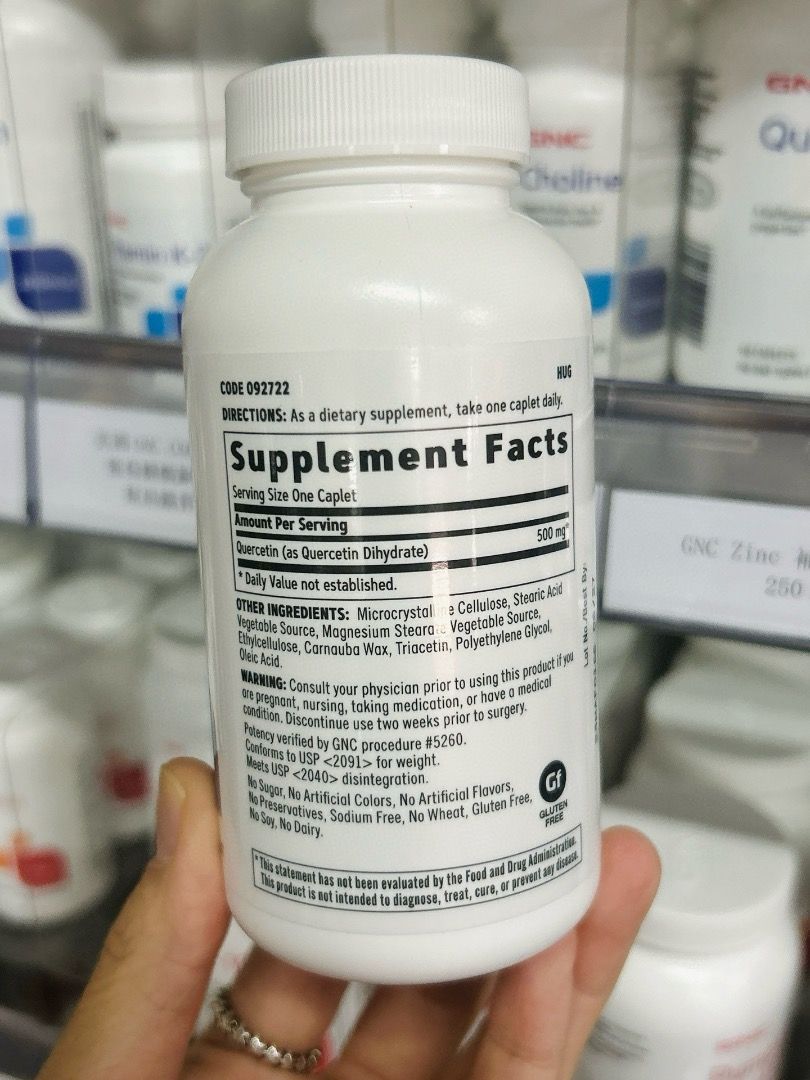 GNC
Choline
GN
Qu
CODE 092722
HUG
DIRECTIONS: As a dietary supplement, take one caplet daily.
Supplement Facts
Serving Size One Caplet
Amount Per Serving
Quercetin (as Quercetin Dihydrate)
500 mg*
* Daily Value not established.
OTHER INGREDIENTS: Microcrystalline Cellulose, Stearic Acid
Vegetable Source, Magnesium Stearate Vegetable Source,
Ethylcellulose, Carnauba Wax, Triacetin, Polyethylene Glycol,
Oleic Acid.
WARNING: Consult your physician prior to using this product if you
are pregnant, nursing, taking medication, or have a medical
condition. Discontinue use two weeks prior to surgery.
Potency verified by GNC procedure #5260.
Conforms to USP <2091> for weight.
Meets USP <2040> disintegration.
No Sugar, No Artificial Colors, No Artificial Flavors,
No Preservatives, Sodium Free, No Wheat, Gluten Free,
No Soy, No Dairy.
Gf
GLUTEN
FREE
* This statement has not been evaluated by the Food and Drug Administration.
This product is not intended to diagnose, treat, cure, or prevent any disease.
Lot No./Best By:
GNC Zinc
250